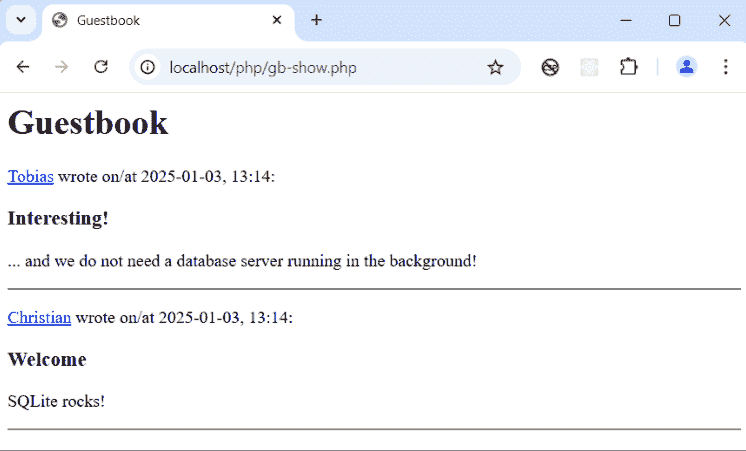 Guestbook
localhost/php/gb-show.php
Guestbook
Tobias wrote on/at 2025-01-03, 13:14:
Interesting!
... and we do not need a database server running in the background!
Christian wrote on/at 2025-01-03, 13:14:
Welcome
SQLite rocks!